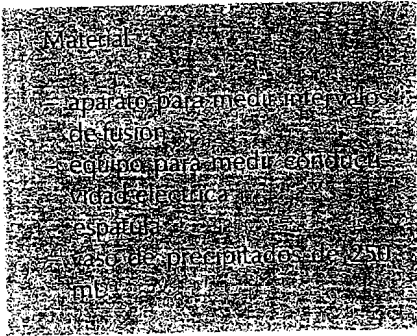 Material
- aparato para medir intervalos
de fusión
- equipo para medir conducti-
vidad eléctrica
- espátula
- vaso de precipitados de 250
mL